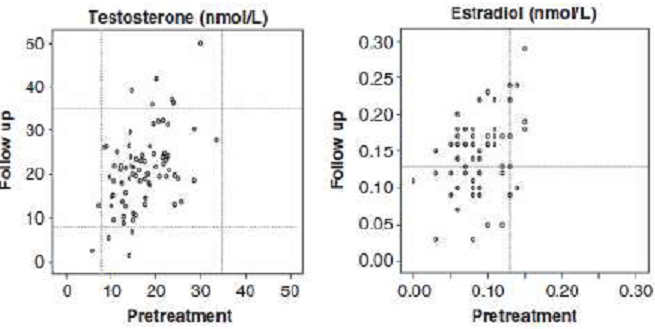 Testosterone (nmol/L)
Follow up
50
40
30
20
10
0
0 10 20 30 40 50
Pretreatment
Estradiol (nmol/L)
Follow up
0.30
0.25
0.20
0.15
0.10
0.05
0.00
0.00 0.10 0.20 0.30
Pretreatment